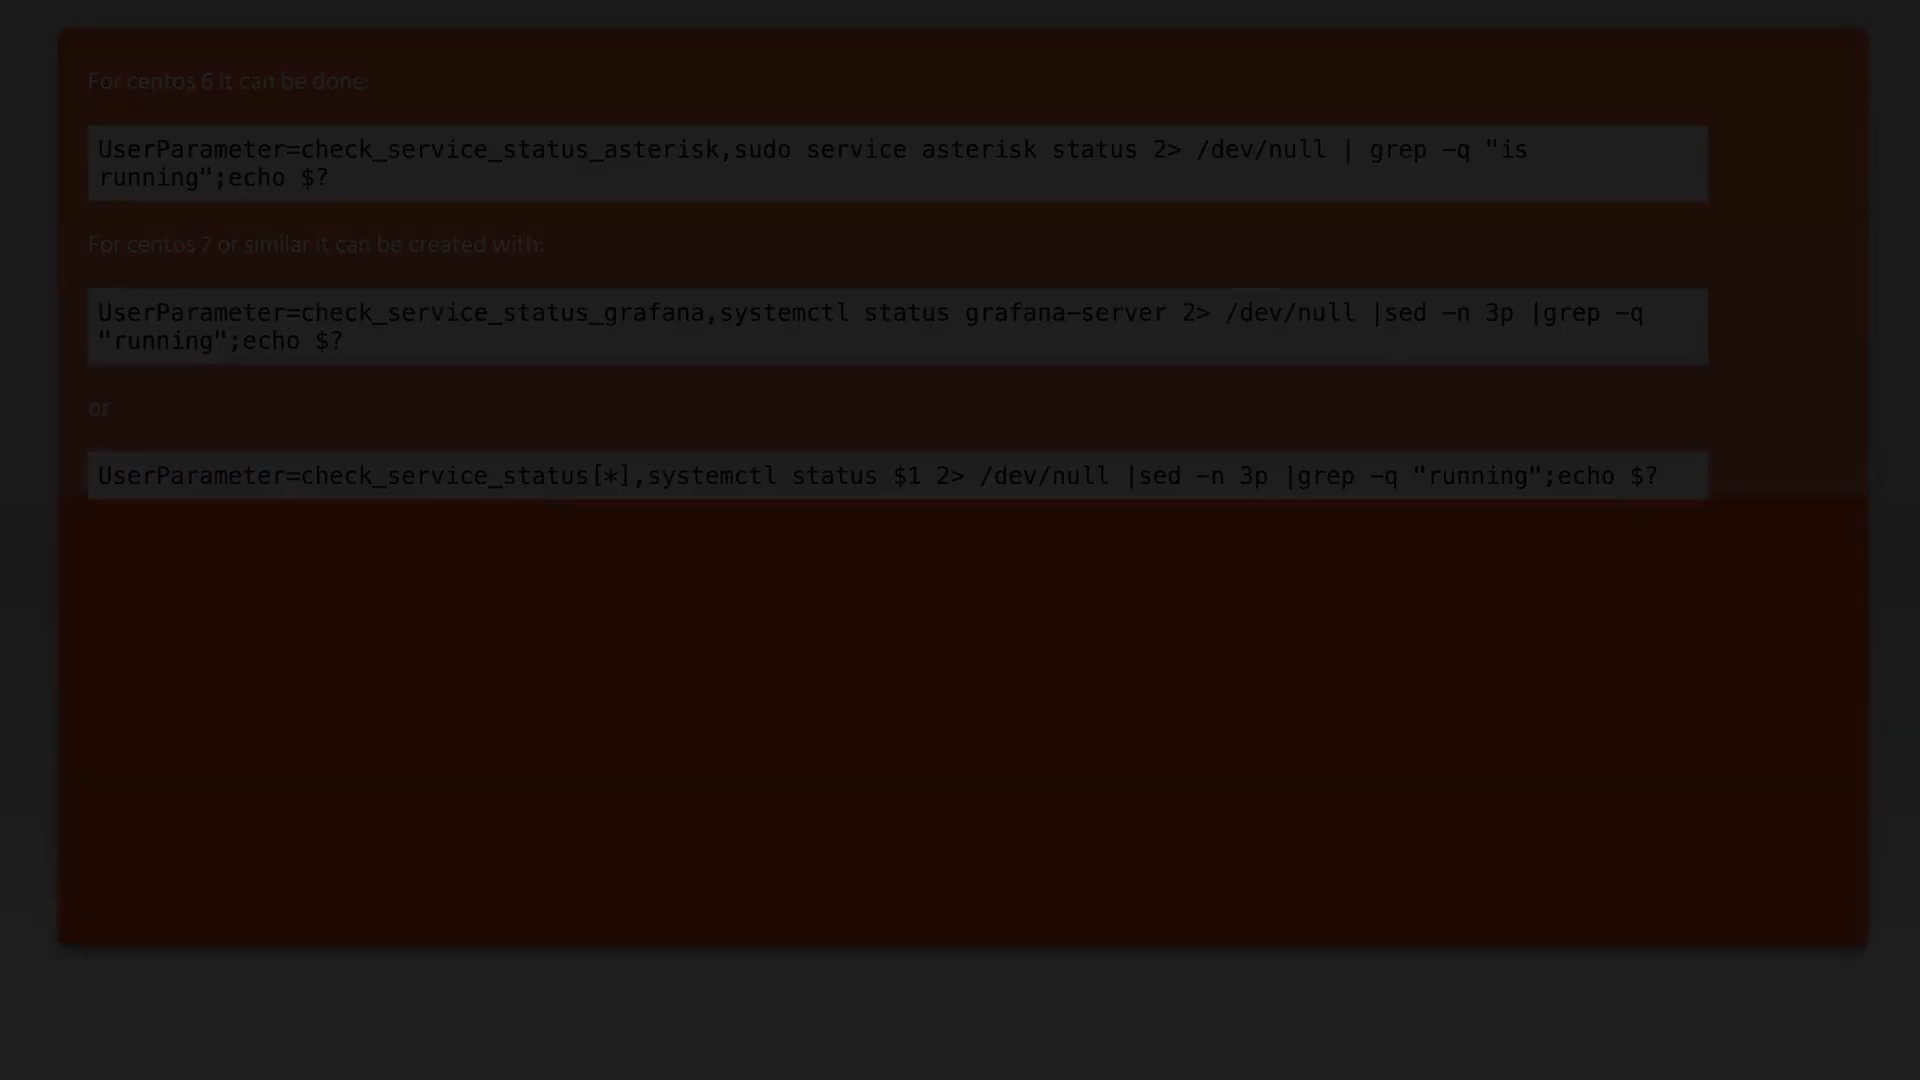 For centos 6 it can be done:
UserParameter=check_service_status_asterisk,sudo service asterisk status 2> /dev/null | grep -q "is
running";echo $?
For centos 7 or similar it can be created with:
UserParameter=check_service_status_grafana,systemctl status grafana-server 2> /dev/null |sed -n 3p |grep -q
"running";echo $?
or
UserParameter=check_service_status[*],systemctl status $1 2> /dev/null |sed -n 3p |grep -q "running";echo $?